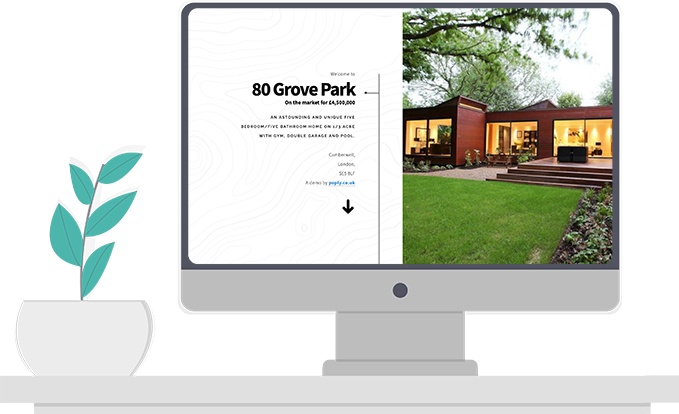 Welcome to
80 Grove Park
On the market for £4,500,000
AN ASTOUNDING AND UNIQUE FIVE
BEDROOM/FIVE BATHROOM HOME ON 1/3 ACRE
WITH GYM, DOUBLE GARAGE AND POOL.
Camberwell,
London,
SE5 8LF
A demo by poply.co.uk